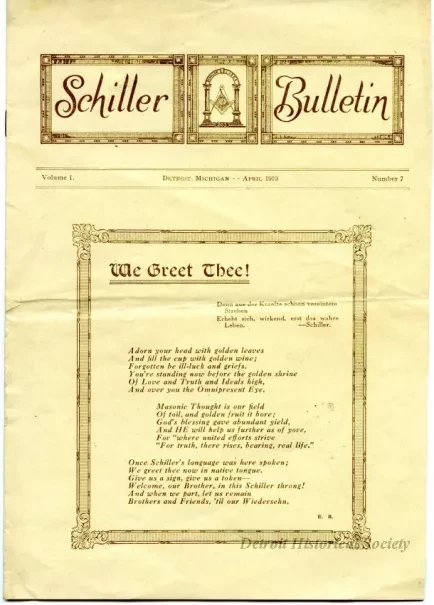 Schiller Bulletin
Volume 1. DETROIT, MICHIGAN - - APRIL Number 7
We Greet Thee!
Denn aus der Kraefte schoen vereintem
Streben
Erhebt sich, wirkend, erst das wahre
Leben. —Schiller.
Adorn your head with golden leaves
And fill the cup with golden wine;
Forgotten be ill-luck and griefs.
You're standing now before the golden shrine
Of Love and Truth and Ideals high,
And over you the Omnipresent Eye.
Masonic Thought is our field
Of toil, and golden fruit it bore;
God's blessing gave abundant yield,
And HE will help us further as of yore,
For "where united efforts strive
"For truth, there rises, bearing, real life."
Once Schiller's language was here spoken;
We greet thee now in native tongue.
Give us a sign, give us a token—
Welcome, our Brother, in this Schiller throng!
And when we part, let us remain
Brothers and Friends, 'til our Wiedersehn.
Detroit Historical Society